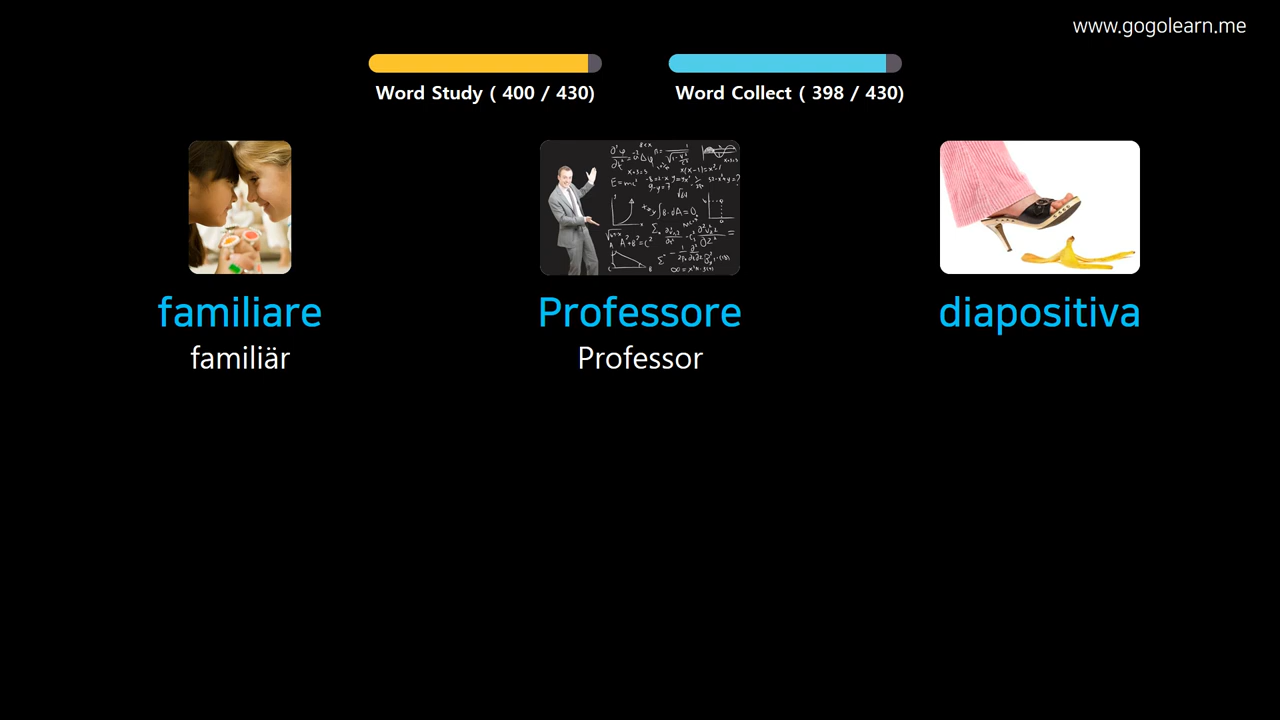 www.gogolearn.me
Word Study ( 400 / 430)
Word Collect ( 398 / 430)
familiare
Professore
diapositiva
familiär
Professor